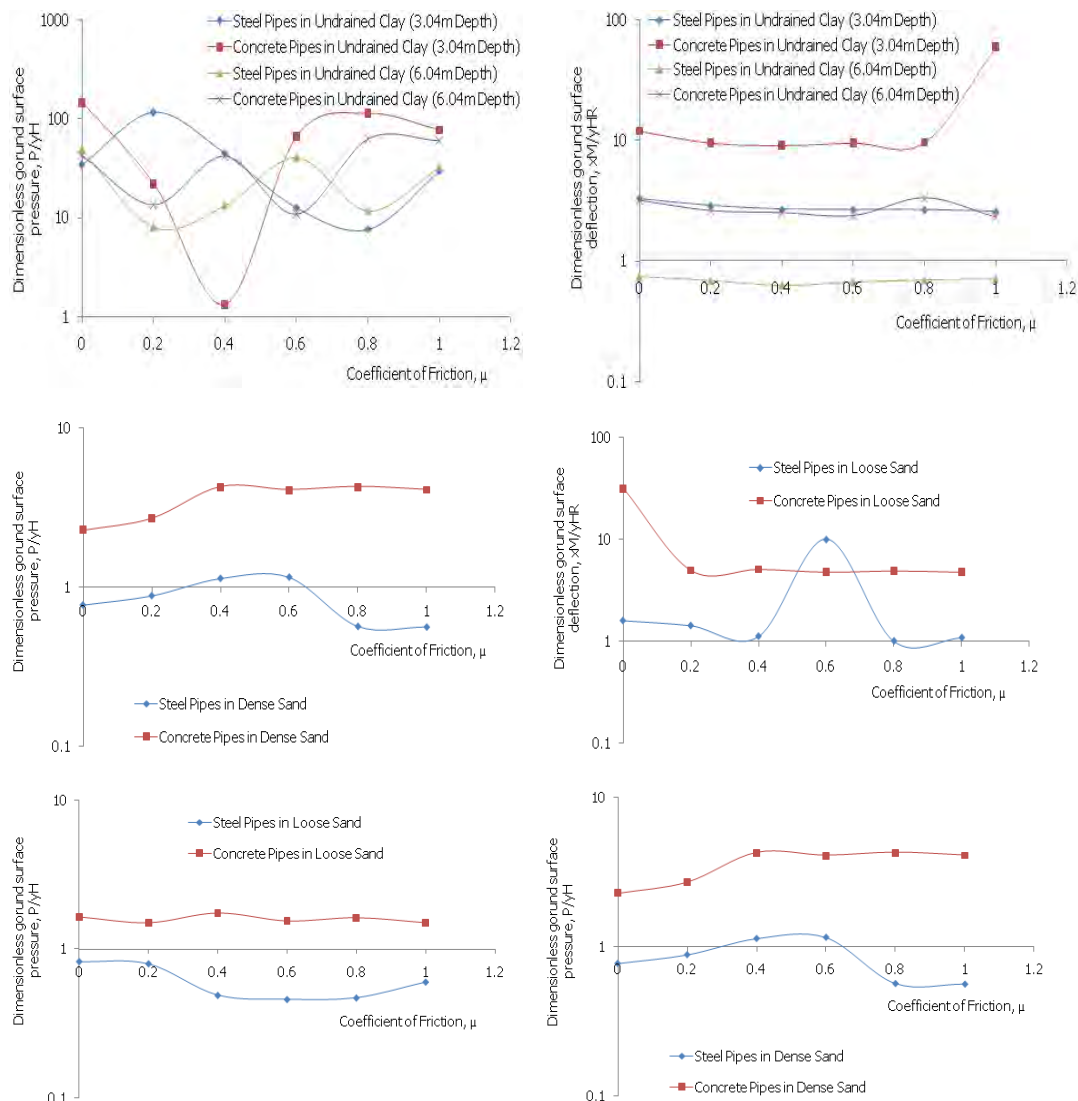 Steel Pipes in Undrained Clay (3.04m Depth)
Concrete Pipes in Undrained Clay (3.04m Depth)
Steel Pipes in Undrained Clay (6.04m Depth)
Concrete Pipes in Undrained Clay (6.04m Depth)
1000
100
10
1
0
0.2
0.4
0.6
0.8
1
1.2
Dimensionless gorund surface
pressure, P/γH
Coefficient of Friction, μ
Steel Pipes in Undrained Clay (3.04m Depth)
Concrete Pipes in Undrained Clay (3.04m Depth)
Steel Pipes in Undrained Clay (6.04m Depth)
Concrete Pipes in Undrained Clay (6.04m Depth)
100
10
1
0.1
0
0.2
0.4
0.6
0.8
1
1.2
Dimensionless gorund surface
deflection, xM/γHR
Coefficient of Friction, μ
10
1
0.1
0
0.2
0.4
0.6
0.8
1
1.2
Dimensionless gorund surface
pressure, P/γH
Coefficient of Friction, μ
Steel Pipes in Dense Sand
Concrete Pipes in Dense Sand
100
10
1
0.1
Steel Pipes in Loose Sand
Concrete Pipes in Loose Sand
0
0.2
0.4
0.6
0.8
1
1.2
Dimensionless gorund surface
deflection, xM/γHR
Coefficient of Friction, μ
10
1
0.1
Steel Pipes in Loose Sand
Concrete Pipes in Loose Sand
0
0.2
0.4
0.6
0.8
1
1.2
Dimensionless gorund surface
pressure, P/γH
Coefficient of Friction, μ
10
1
0.1
0
0.2
0.4
0.6
0.8
1
1.2
Dimensionless gorund surface
pressure, P/γH
Coefficient of Friction, μ
Steel Pipes in Dense Sand
Concrete Pipes in Dense Sand